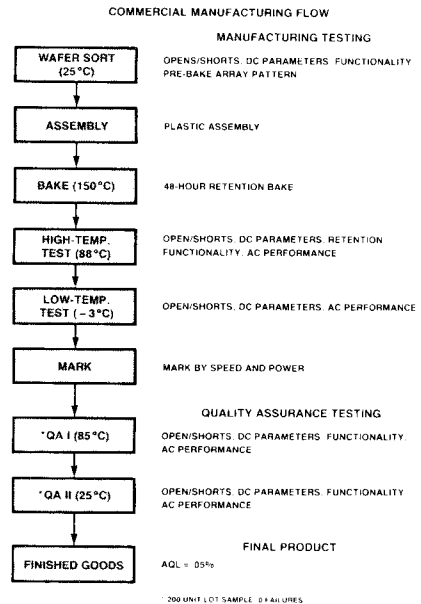 COMMERCIAL MANUFACTURING FLOW
MANUFACTURING TESTING
WAFER SORT
(25°C)
OPENS/SHORTS. DC PARAMETERS. FUNCTIONALITY
PRE-BAKE ARRAY PATTERN
ASSEMBLY
PLASTIC ASSEMBLY
BAKE (150°C)
48-HOUR RETENTION BAKE
HIGH-TEMP.
TEST (88°C)
OPEN/SHORTS. DC PARAMETERS. RETENTION
FUNCTIONALITY. AC PERFORMANCE
LOW-TEMP.
TEST (–3°C)
OPEN/SHORTS. DC PARAMETERS. AC PERFORMANCE
MARK
MARK BY SPEED AND POWER
QUALITY ASSURANCE TESTING
*QA I (85°C)
OPEN/SHORTS. DC PARAMETERS. FUNCTIONALITY.
AC PERFORMANCE
*QA II (25°C)
OPEN/SHORTS. DC PARAMETERS. FUNCTIONALITY
AC PERFORMANCE
FINAL PRODUCT
FINISHED GOODS
AQL = .05%
* 200 UNIT LOT SAMPLE. 0 FAILURES